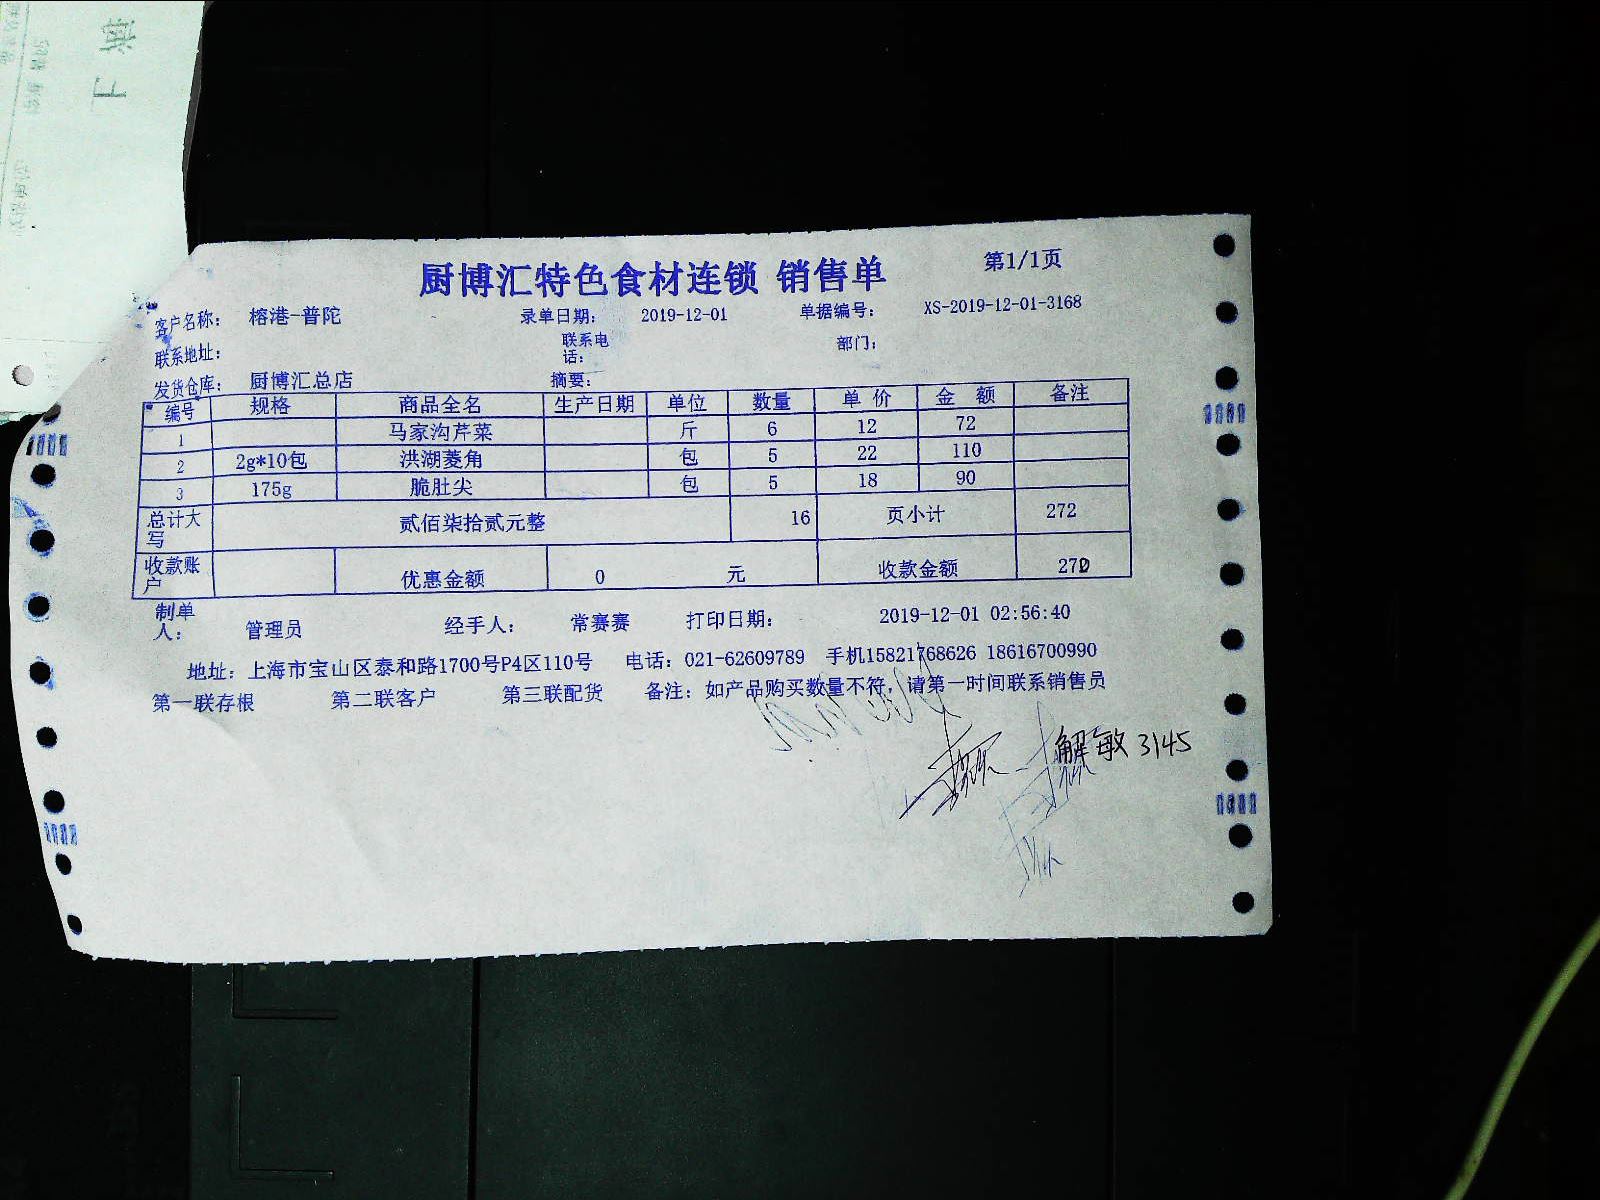 厨博汇特色食材连锁 销售单 第1/1页
客户名称： 榕港-普陀 录单日期： 2019-12-01 单据编号： XS-2019-12-01-3168
联系地址： 联系电话： 部门：
发货仓库： 厨博汇总店 摘要：
编号 规格 商品全名 生产日期 单位 数量 单价 金额 备注
1 马家沟芹菜 斤 6 12 72
2 2g*10包 洪湖菱角 包 5 22 110
3 175g 脆肚尖 包 5 18 90
总计大写 贰佰柒拾贰元整 16 页小计 272
收款账户 优惠金额 0 元 收款金额
制单人： 管理员 经手人： 常赛赛 打印日期： 2019-12-01 02:56:40
地址：上海市宝山区泰和路1700号P4区110号 电话：021-62609789 手机15821768626 18616700990
第一联存根 第二联客户 第三联配货 备注：如产品购买数量不符，请第一时间联系销售员
解敏 3145